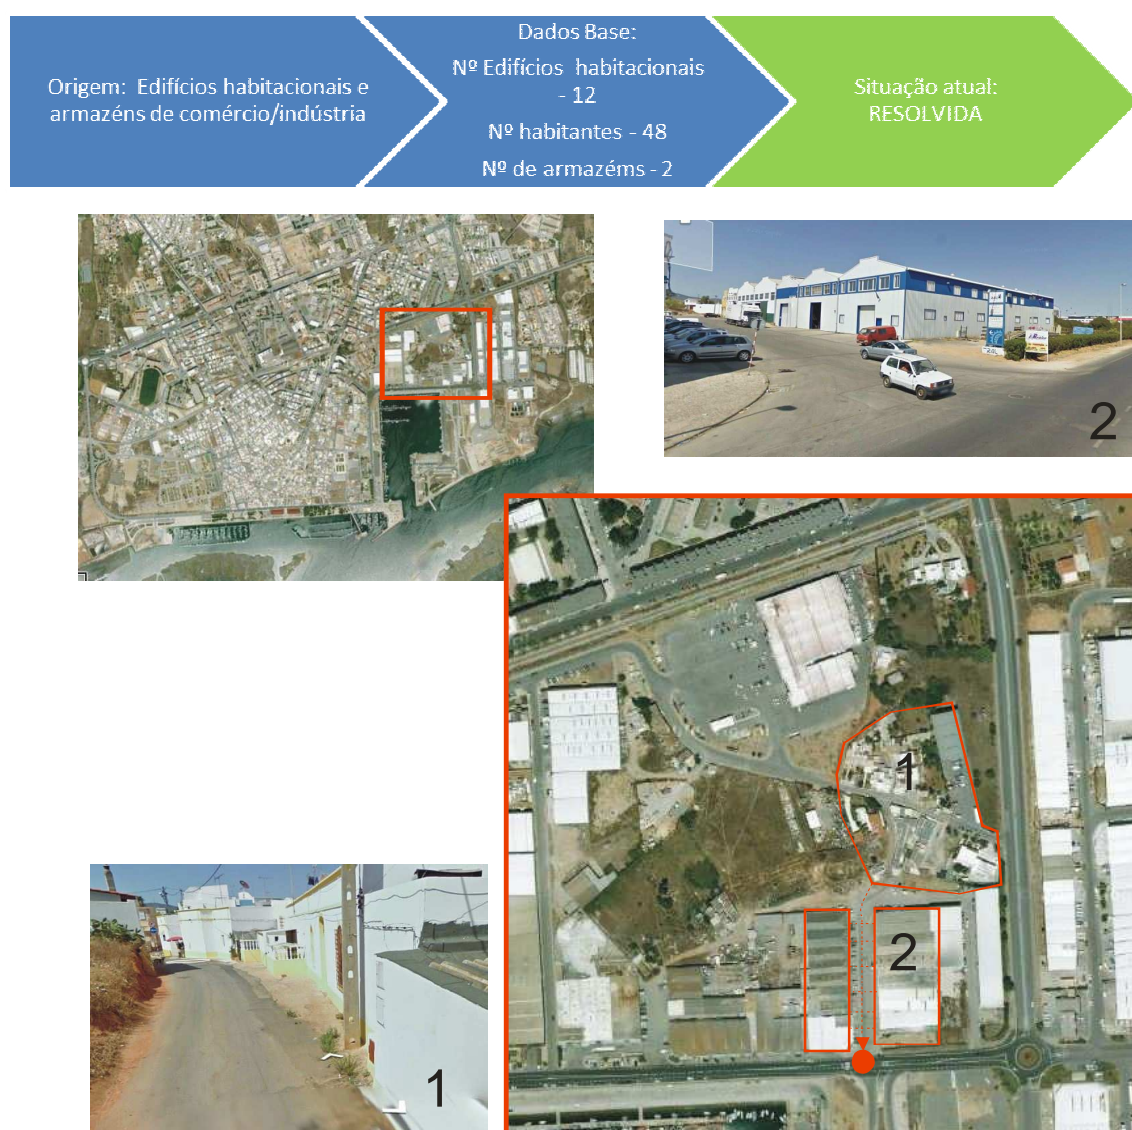 Origem:  Edifícios habitacionais e
armazéns de comércio/indústria
Dados Base:
Nº Edifícios  habitacionais
- 12
Nº habitantes - 48
Nº de armazéms - 2
Situação atual:
RESOLVIDA
2
1
2
1